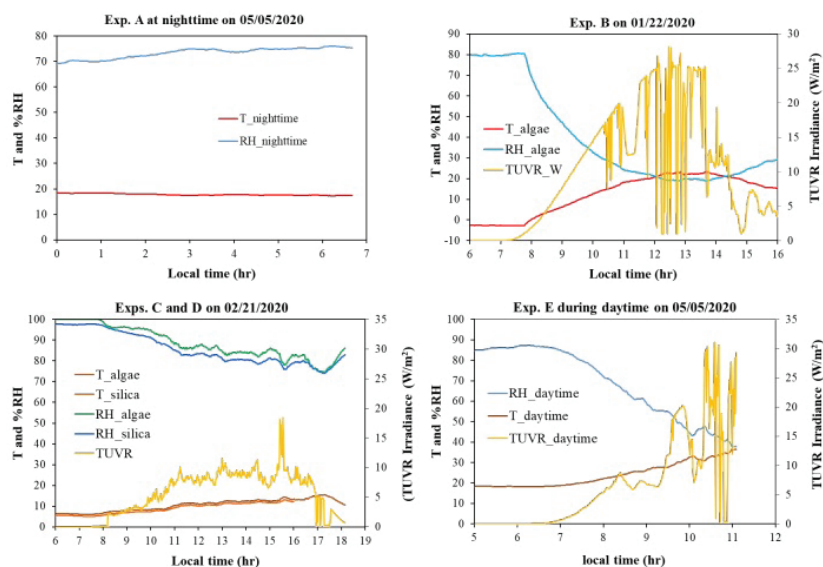 Exp. A at nighttime on 05/05/2020
80
70
60
50
40
30
20
10
0
T and %RH
T_nighttime
RH_nighttime
0 1 2 3 4 5 6 7
Local time (hr)
Exp. B on 01/22/2020
90
80
70
60
50
40
30
20
10
0
-10
T and %RH
T_algae
RH_algae
TUVR_W
30
25
20
15
10
5
0
TUVR Irradiance (W/m²)
6 7 8 9 10 11 12 13 14 15 16
Local time (hr)
Exps. C and D on 02/21/2020
100
90
80
70
60
50
40
30
20
10
0
T and %RH
T_algae
T_silica
RH_algae
RH_silica
TUVR
35
30
25
20
15
10
5
0
(TUVR Irradiance (W/m²)
6 7 8 9 10 11 12 13 14 15 16 17 18 19
Local time (hr)
Exp. E during daytime on 05/05/2020
100
90
80
70
60
50
40
30
20
10
0
T and %RH
RH_daytime
T_daytime
TUVR_daytime
35
30
25
20
15
10
5
0
TUVR Irradiance (W/m²)
5 6 7 8 9 10 11 12
local time (hr)